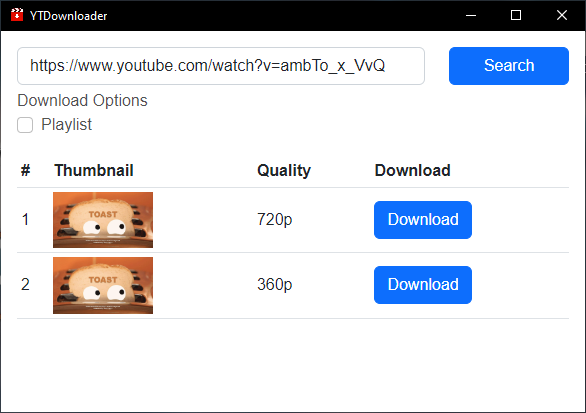 YTDownloader
https://www.youtube.com/watch?v=ambTo_x_VvQ Search
Download Options
Playlist
# Thumbnail Quality Download
TOAST
1 720p Download
TOAST
2 360p Download